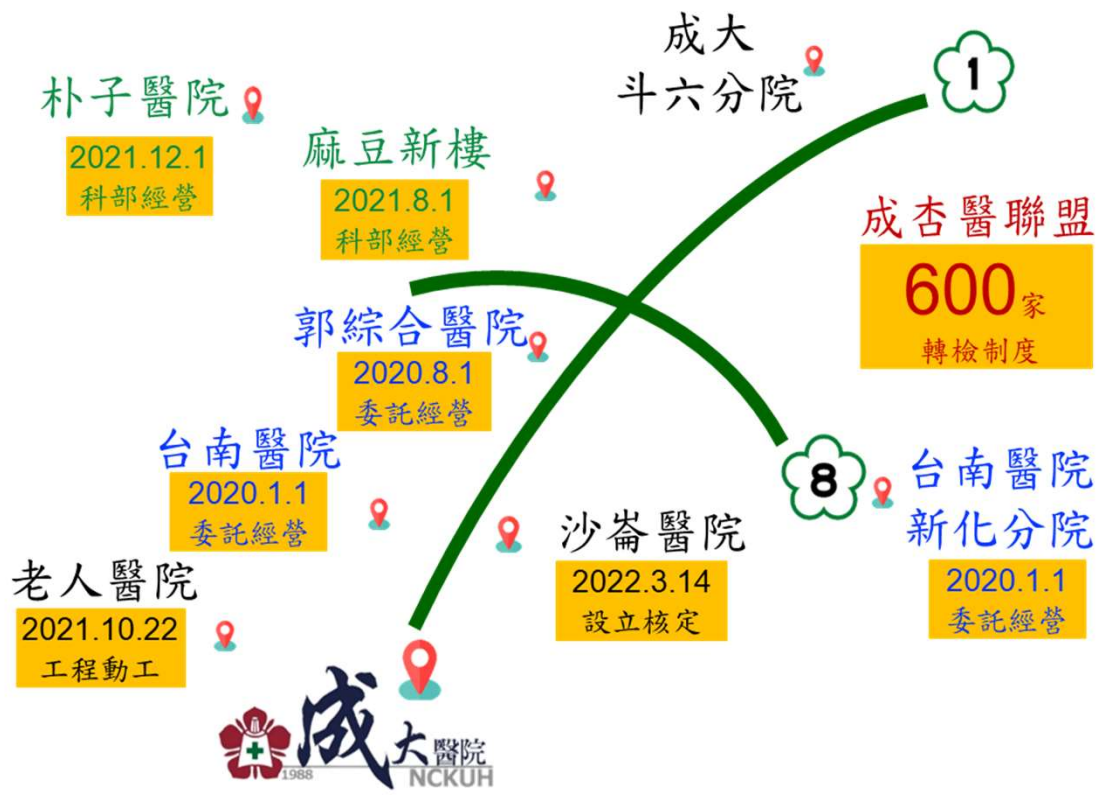 成大
斗六分院
1
朴子醫院
2021.12.1
科部經營
麻豆新樓
2021.8.1
科部經營
成杏醫聯盟
600家
轉檢制度
郭綜合醫院
2020.8.1
委託經營
台南醫院
2020.1.1
委託經營
8
台南醫院
新化分院
2020.1.1
委託經營
沙崙醫院
2022.3.14
設立核定
老人醫院
2021.10.22
工程動工
成大醫院
1988
NCKUH